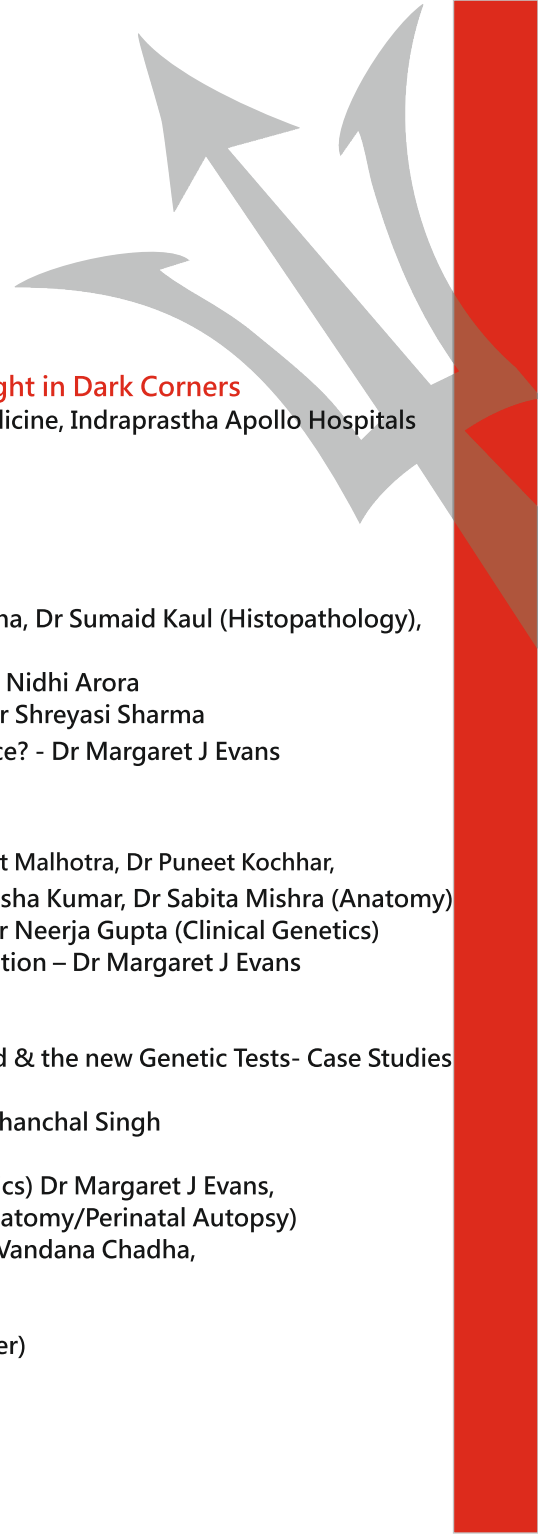 ght in Dark Corners
dicine, Indraprastha Apollo Hospitals
na, Dr Sumaid Kaul (Histopathology),
Nidhi Arora
r Shreyasi Sharma
ce? - Dr Margaret J Evans
t Malhotra, Dr Puneet Kochhar,
sha Kumar, Dr Sabita Mishra (Anatomy)
r Neerja Gupta (Clinical Genetics)
tion – Dr Margaret J Evans
d & the new Genetic Tests- Case Studies
hanchal Singh
cs) Dr Margaret J Evans,
atomy/Perinatal Autopsy)
Vandana Chadha,
er)